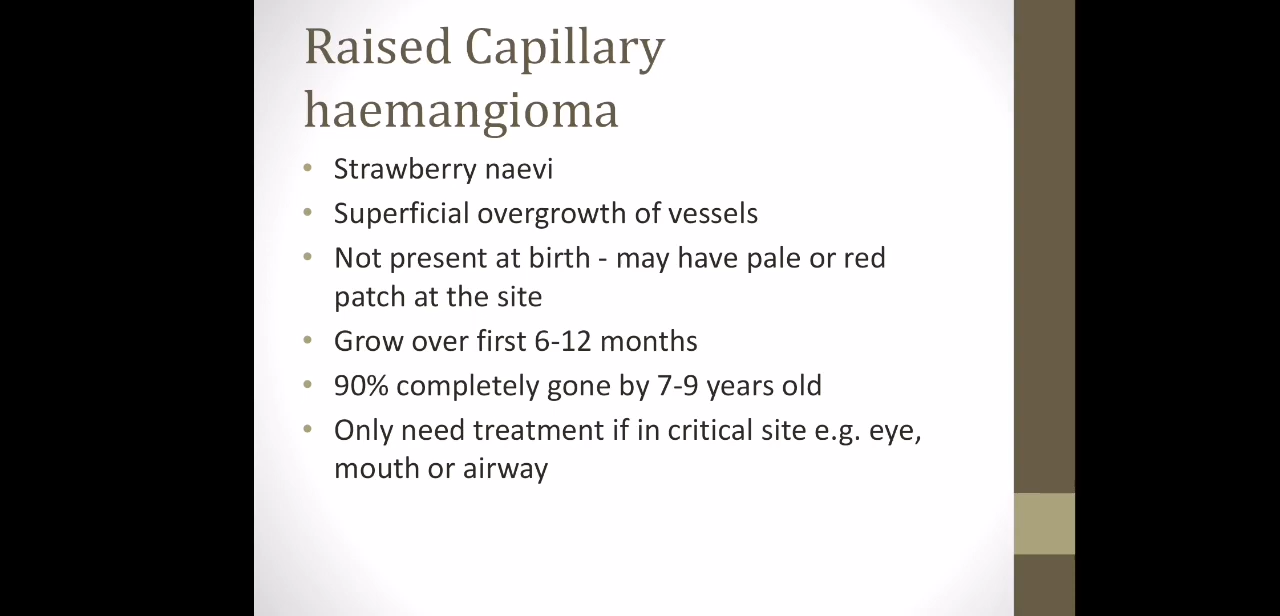 Raised Capillary
haemangioma
• Strawberry naevi
• Superficial overgrowth of vessels
• Not present at birth - may have pale or red
patch at the site
• Grow over first 6-12 months
• 90% completely gone by 7-9 years old
• Only need treatment if in critical site e.g. eye,
mouth or airway